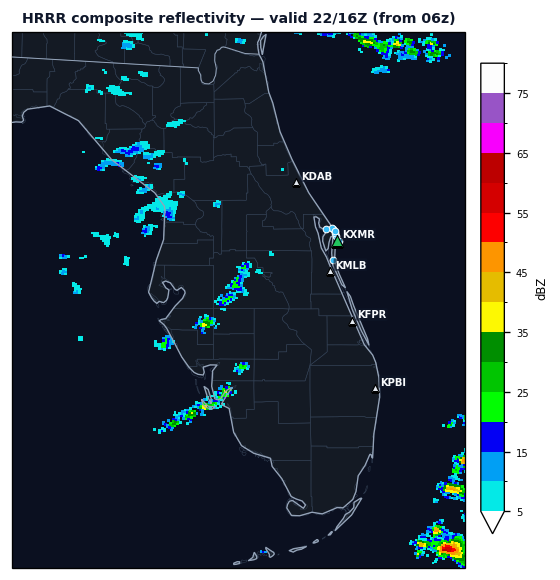 HRRR composite reflectivity — valid 22/16Z (from 06z)
KDAB
KXMR
KMLB
KFPR
KPBI
75
65
55
45
35
25
15
5
dBZ